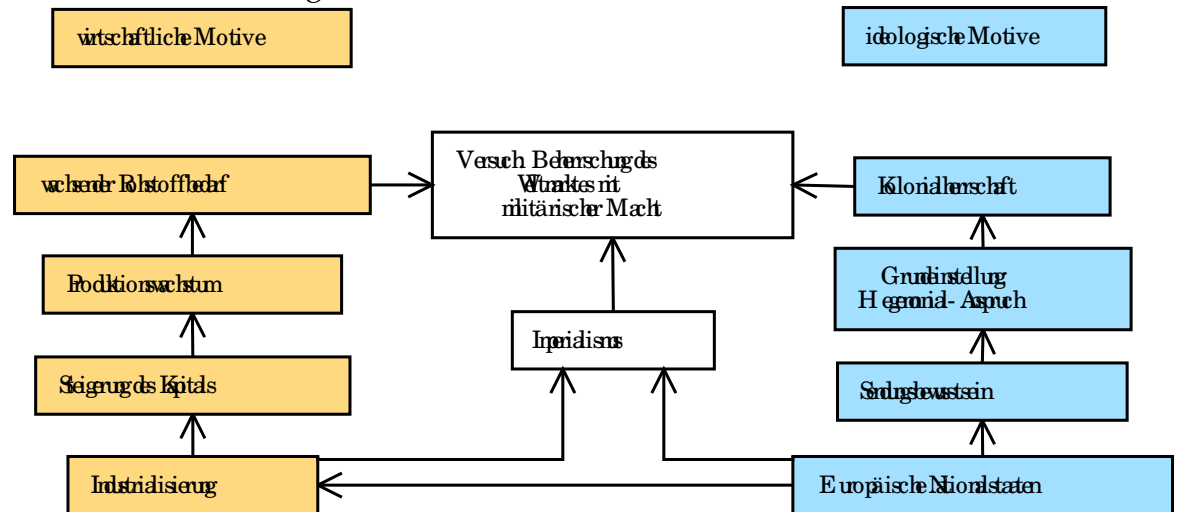 wirtschaftliche Motive
ideologische Motive
Versuch: Beherrschung des
Weltmarktes mit
militärischer Macht
wachsender Rohstoffbedarf
Kolonialherrschaft
Produktionswachstum
Grundeinstellung:
Hegemonial-Anspruch
Imperialismus
Steigerung des Kapitals
Sendungsbewusstsein
Industrialisierung
Europäische Nationalstaaten